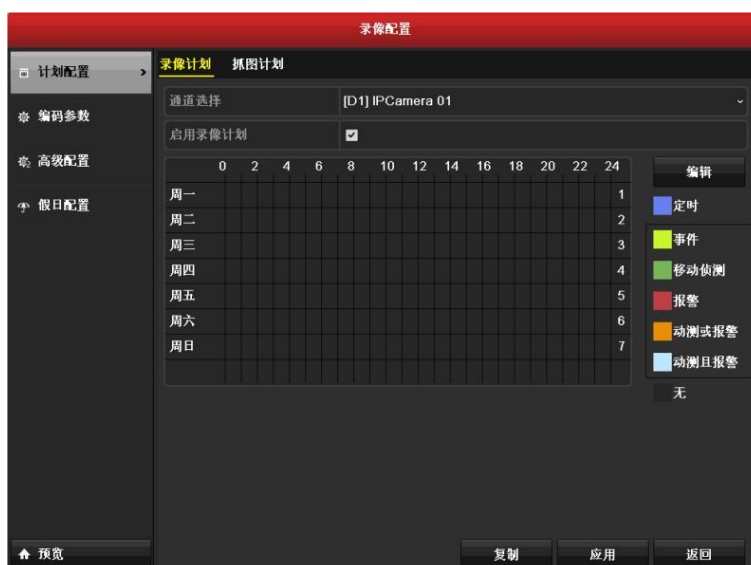 录像配置
计划配置
编码参数
高级配置
假日配置
预览
录像计划 抓图计划
通道选择 [D1] IPCamera 01
启用录像计划
0 2 4 6 8 10 12 14 16 18 20 22 24
周一 1
周二 2
周三 3
周四 4
周五 5
周六 6
周日 7
编辑
定时
事件
移动侦测
报警
动测或报警
动测且报警
无
复制 应用 返回